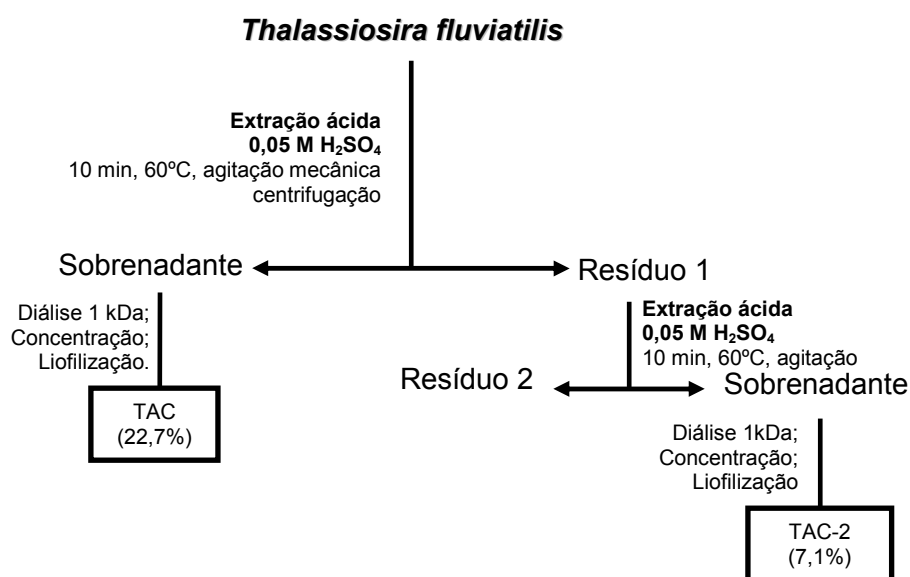 Thalassiosira fluviatilis
Extração ácida
0,05 M H₂SO₄
10 min, 60ºC, agitação mecânica
centrifugação
Sobrenadante
Resíduo 1
Diálise 1 kDa;
Concentração;
Liofilização.
TAC
(22,7%)
Extração ácida
0,05 M H₂SO₄
10 min, 60ºC, agitação
Resíduo 2
Sobrenadante
Diálise 1kDa;
Concentração;
Liofilização
TAC-2
(7,1%)